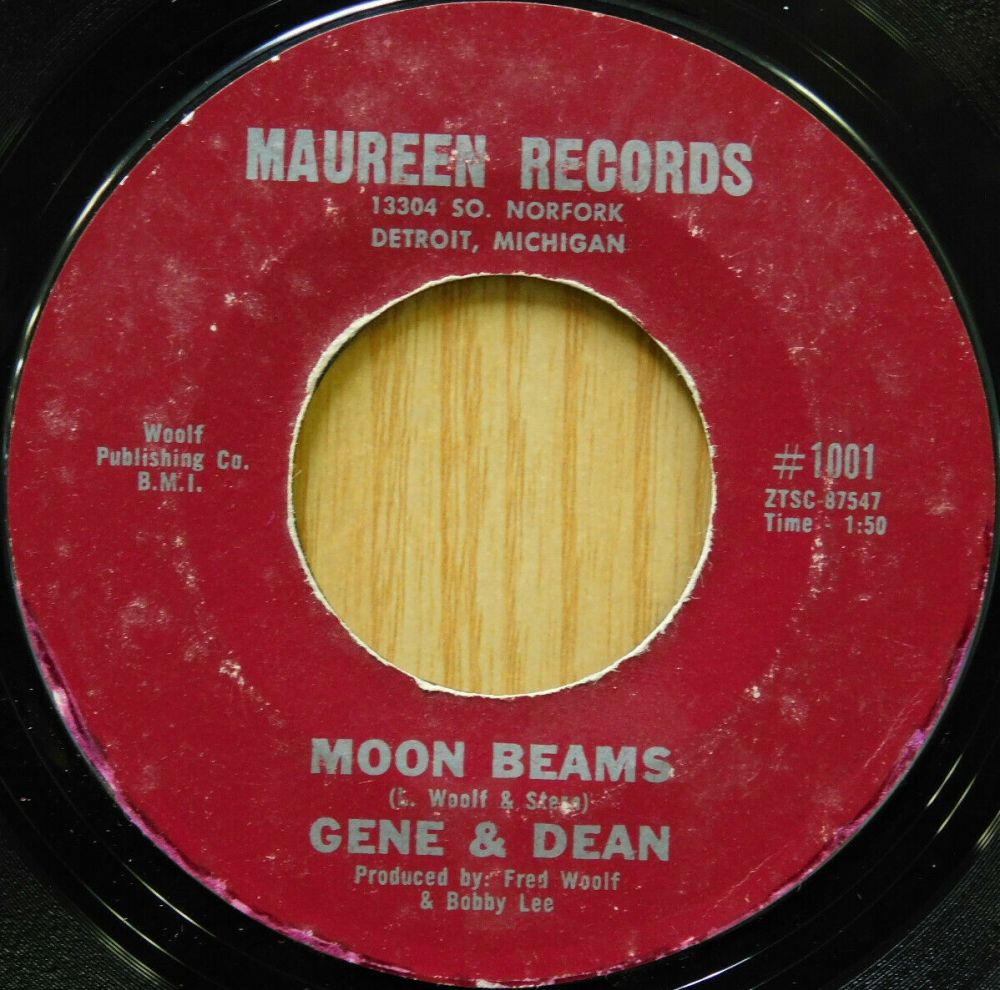 MAUREEN RECORDS
13304 SO. NORFORK
DETROIT, MICHIGAN
Woolf
Publishing Co.
B.M.I.
#1001
ZTSC-87547
Time - 1:50
MOON BEAMS
Woolf &
GENE & DEAN
Produced by: Fred Woolf
& Bobby Lee